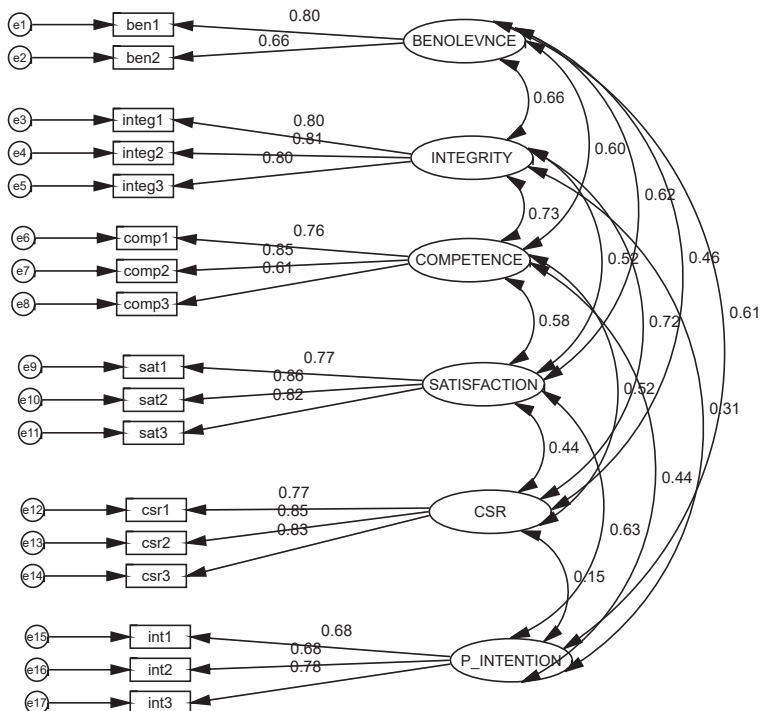 0.80
e1 ben1
BENOLEVNCE
0.66
e2 ben2
0.66
e3 integ1 0.80
0.60
e4 integ2 0.81
INTEGRITY
e5 integ3 0.80
0.62
0.73
e6 comp1 0.76
0.52 0.46
e7 comp2 0.85
COMPETENCE
0.61
e8 comp3
0.61
0.58 0.72
e9 sat1 0.77
0.86
SATISFACTION
0.52
e10 sat2
0.82
0.31
e11 sat3
0.44
0.44
e12 csr1 0.77
0.85
CSR
0.63
e13 csr2
0.83
e14 csr3
0.15
e15 int1 0.68
0.68
P_INTENTION
e16 int2
0.78
e17 int3